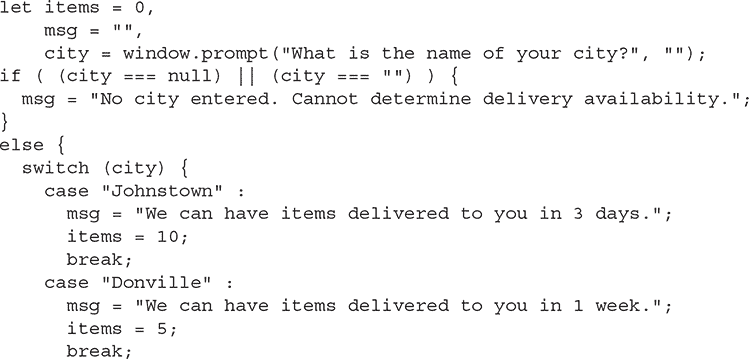 let items = 0,
    msg = "",
    city = window.prompt("What is the name of your city?", "");
if ( (city === null) || (city === "") ) {
  msg = "No city entered. Cannot determine delivery availability.";
}
else {
  switch (city) {
    case "Johnstown" :
      msg = "We can have items delivered to you in 3 days.";
      items = 10;
      break;
    case "Donville" :
      msg = "We can have items delivered to you in 1 week.";
      items = 5;
      break;